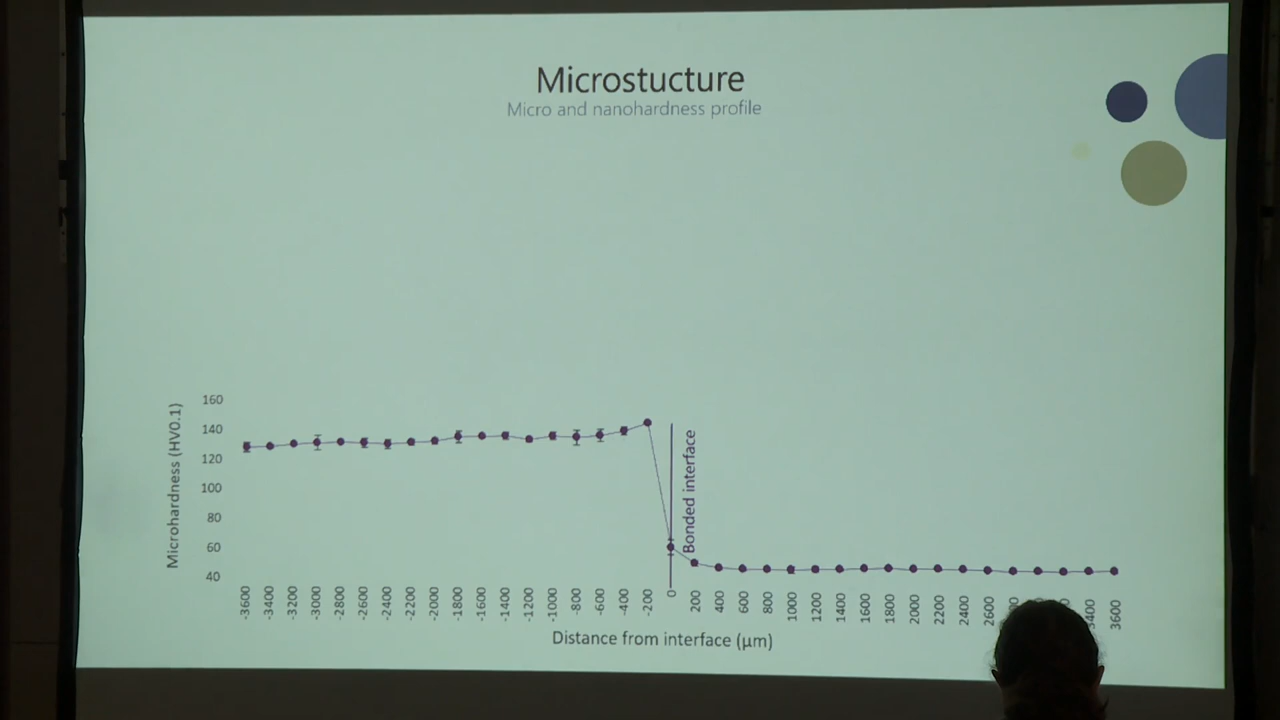 Microstucture
Micro and nanohardness profile
Microhardness (HV0.1)
160
140
120
100
80
60
40
Bonded interface
-3600 -3400 -3200 -3000 -2800 -2600 -2400 -2200 -2000 -1800 -1600 -1400 -1200 -1000 -800 -600 -400 -200 0 200 400 600 800 1000 1200 1400 1600 1800 2000 2200 2400 2600 3400 3600
Distance from interface (µm)